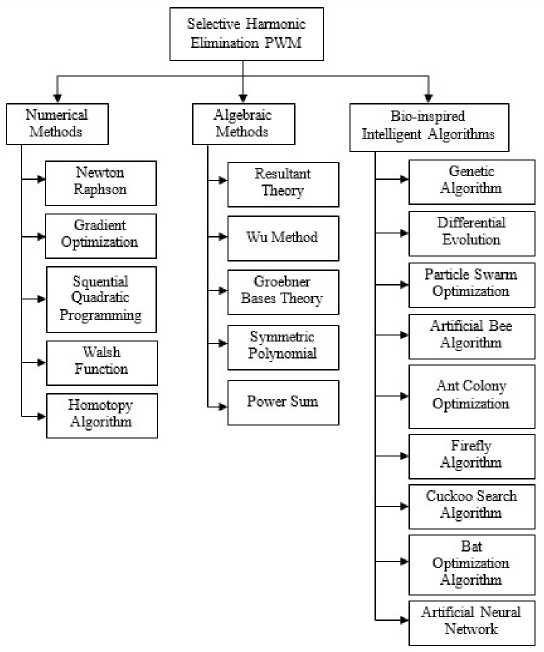 Selective Harmonic
Elimination PWM
Numerical
Methods
Newton
Raphson
Gradient
Optimization
Squential
Quadratic
Programming
Walsh
Function
Homotopy
Algorithm
Algebraic
Methods
Resultant
Theory
Wu Method
Groebner
Bases Theory
Symmetric
Polynomial
Power Sum
Bio-inspired
Intelligent Algorithms
Genetic
Algorithm
Differential
Evolution
Particle Swarm
Optimization
Artificial Bee
Algorithm
Ant Colony
Optimization
Firefly
Algorithm
Cuckoo Search
Algorithm
Bat
Optimization
Algorithm
Artificial Neural
Network